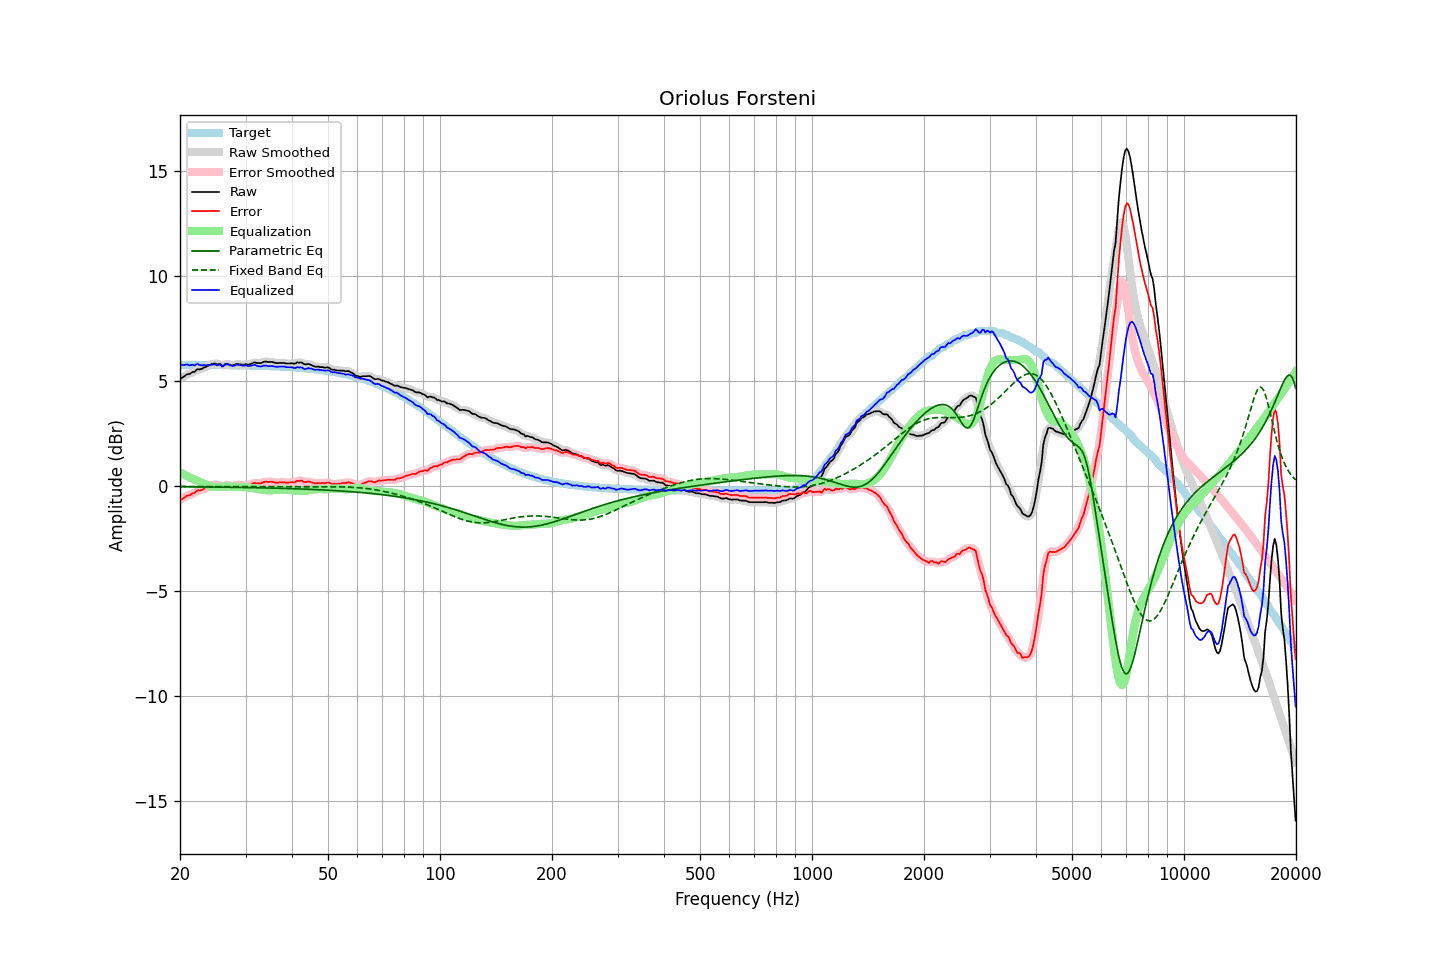 Oriolus Forsteni
Target
Raw Smoothed
Error Smoothed
Raw
Error
Equalization
Parametric Eq
Fixed Band Eq
Equalized
Amplitude (dBr)
15
10
5
0
−5
−10
−15
20 50 100 200 500 1000 2000 5000 10000 20000
Frequency (Hz)